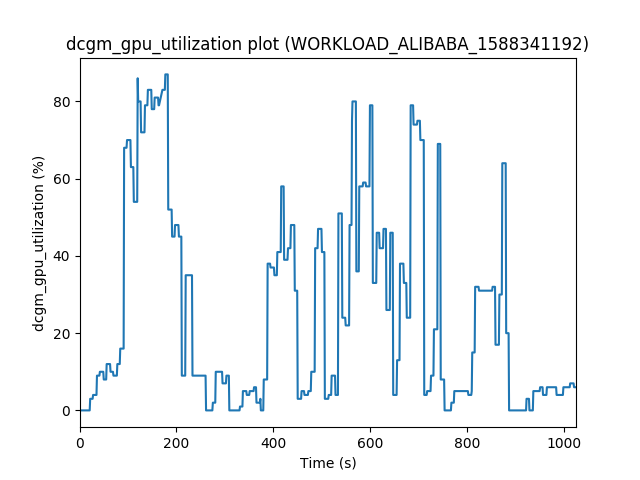 dcgm_gpu_utilization plot (WORKLOAD_ALIBABA_1588341192)
80
60
40
20
0
dcgm_gpu_utilization (%)
0 200 400 600 800 1000
Time (s)